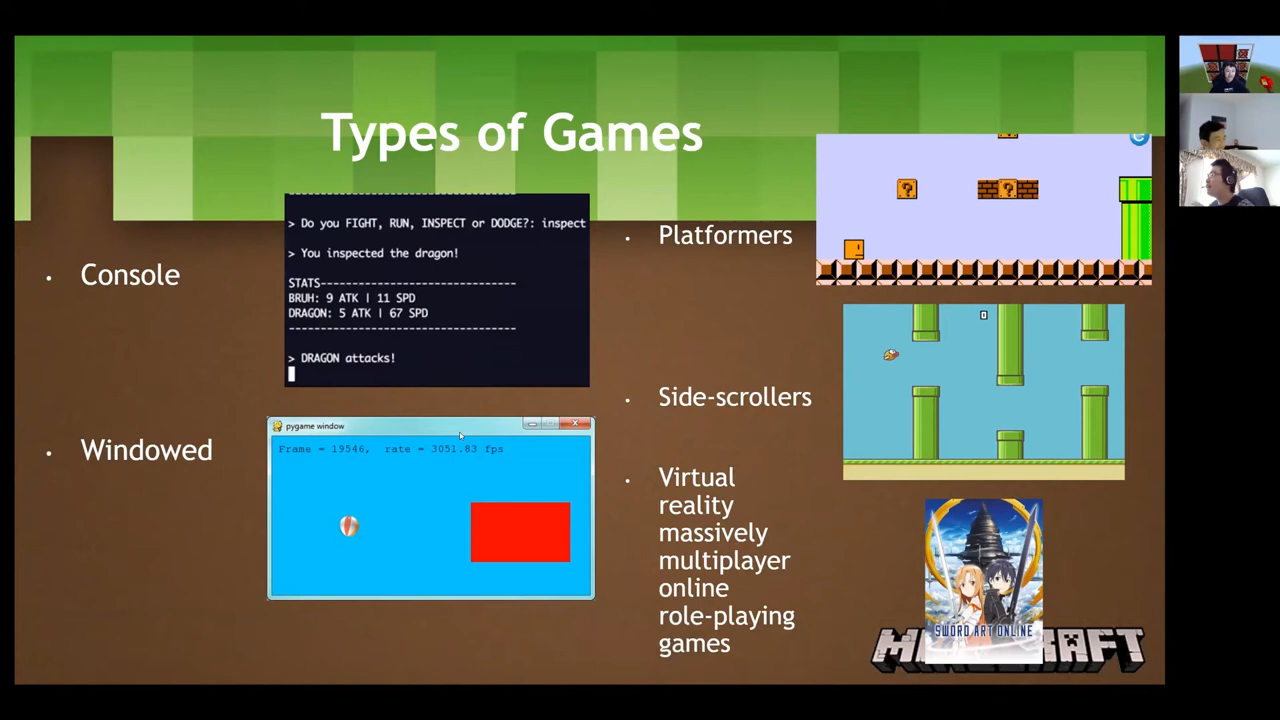 Types of Games
Console
> Do you FIGHT, RUN, INSPECT or DODGE?: inspect
> You inspected the dragon!
STATS---------------------------------
BRUH: 9 ATK | 11 SPD
DRAGON: 5 ATK | 67 SPD
--------------------------------------
> DRAGON attacks!
Windowed
pygame window
Frame = 19546, rate = 3051.83 fps
Platformers
? ?
Side-scrollers
0
Virtual
reality
massively
multiplayer
online
role-playing
games
SWORD ART ONLINE
MINECRAFT